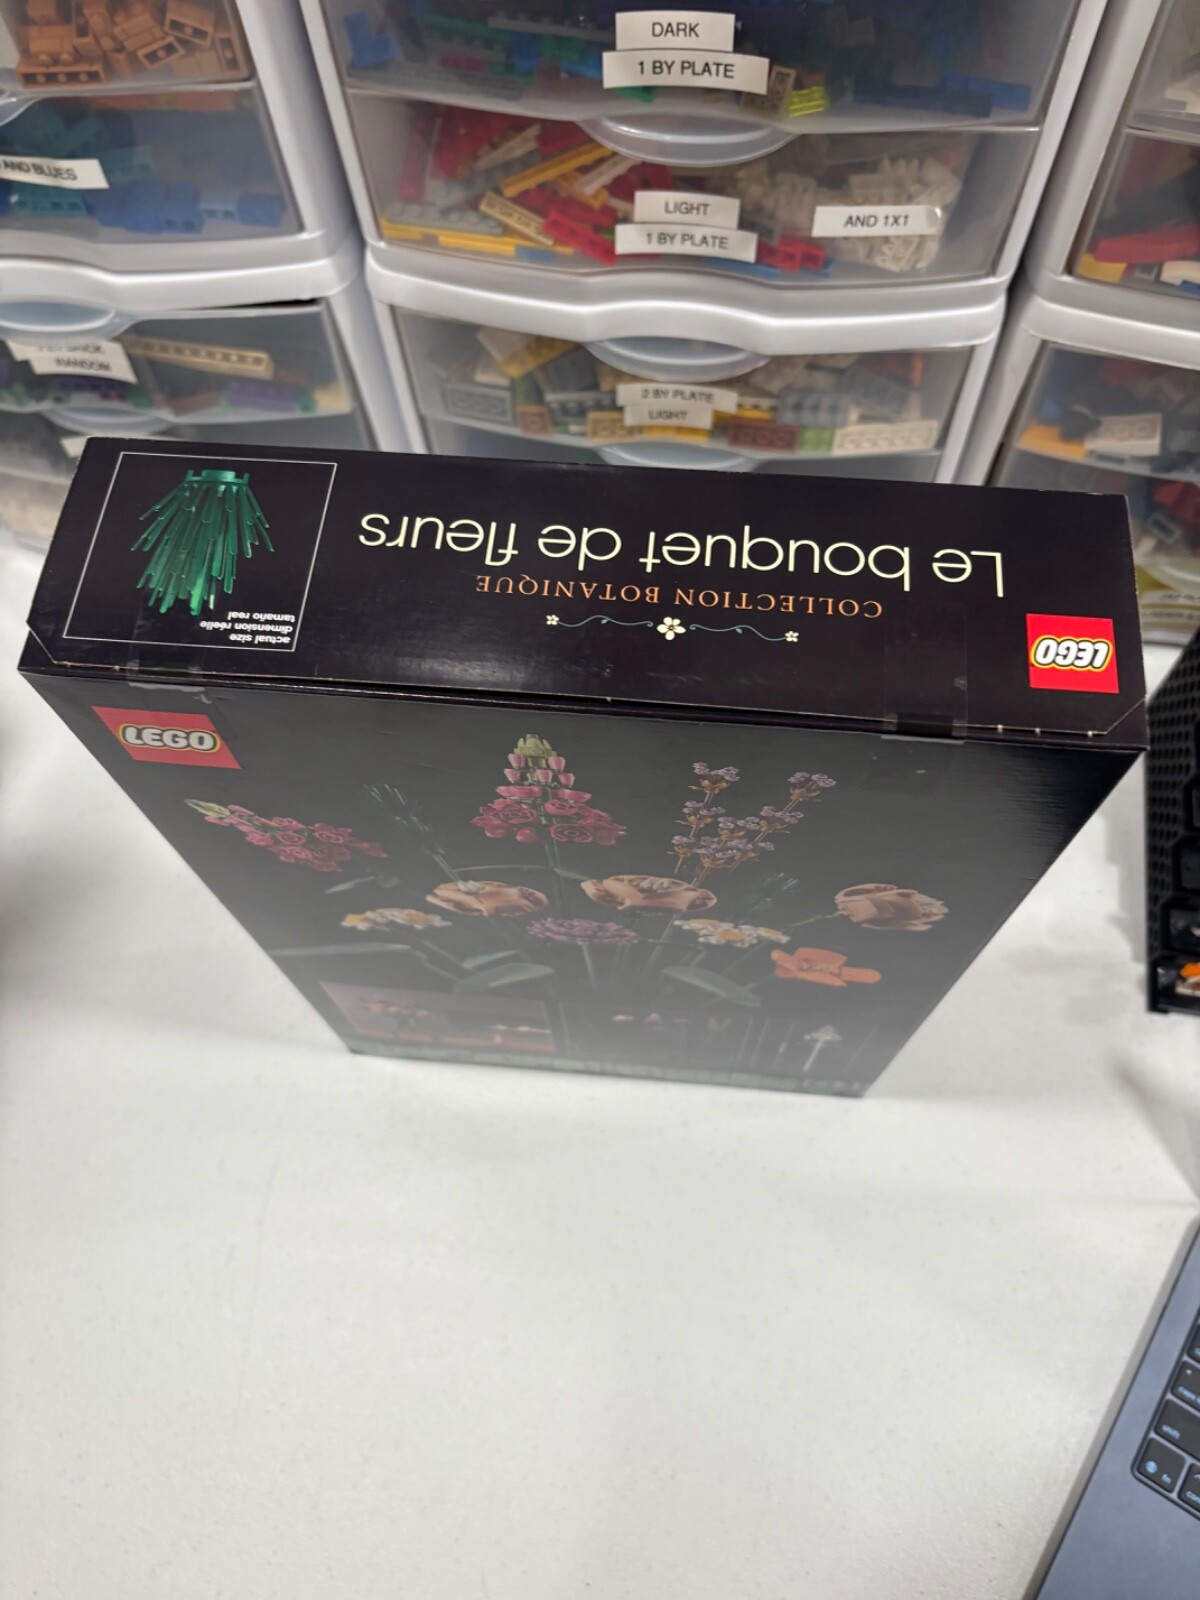 DARK
1 BY PLATE
AND BLUES
LIGHT
1 BY PLATE
AND 1X1
2 BY PLATE
LIGHT
LEGO
COLLECTION BOTANIQUE
Le bouquet de fleurs
actual size
dimension réelle
tamaño real
LEGO